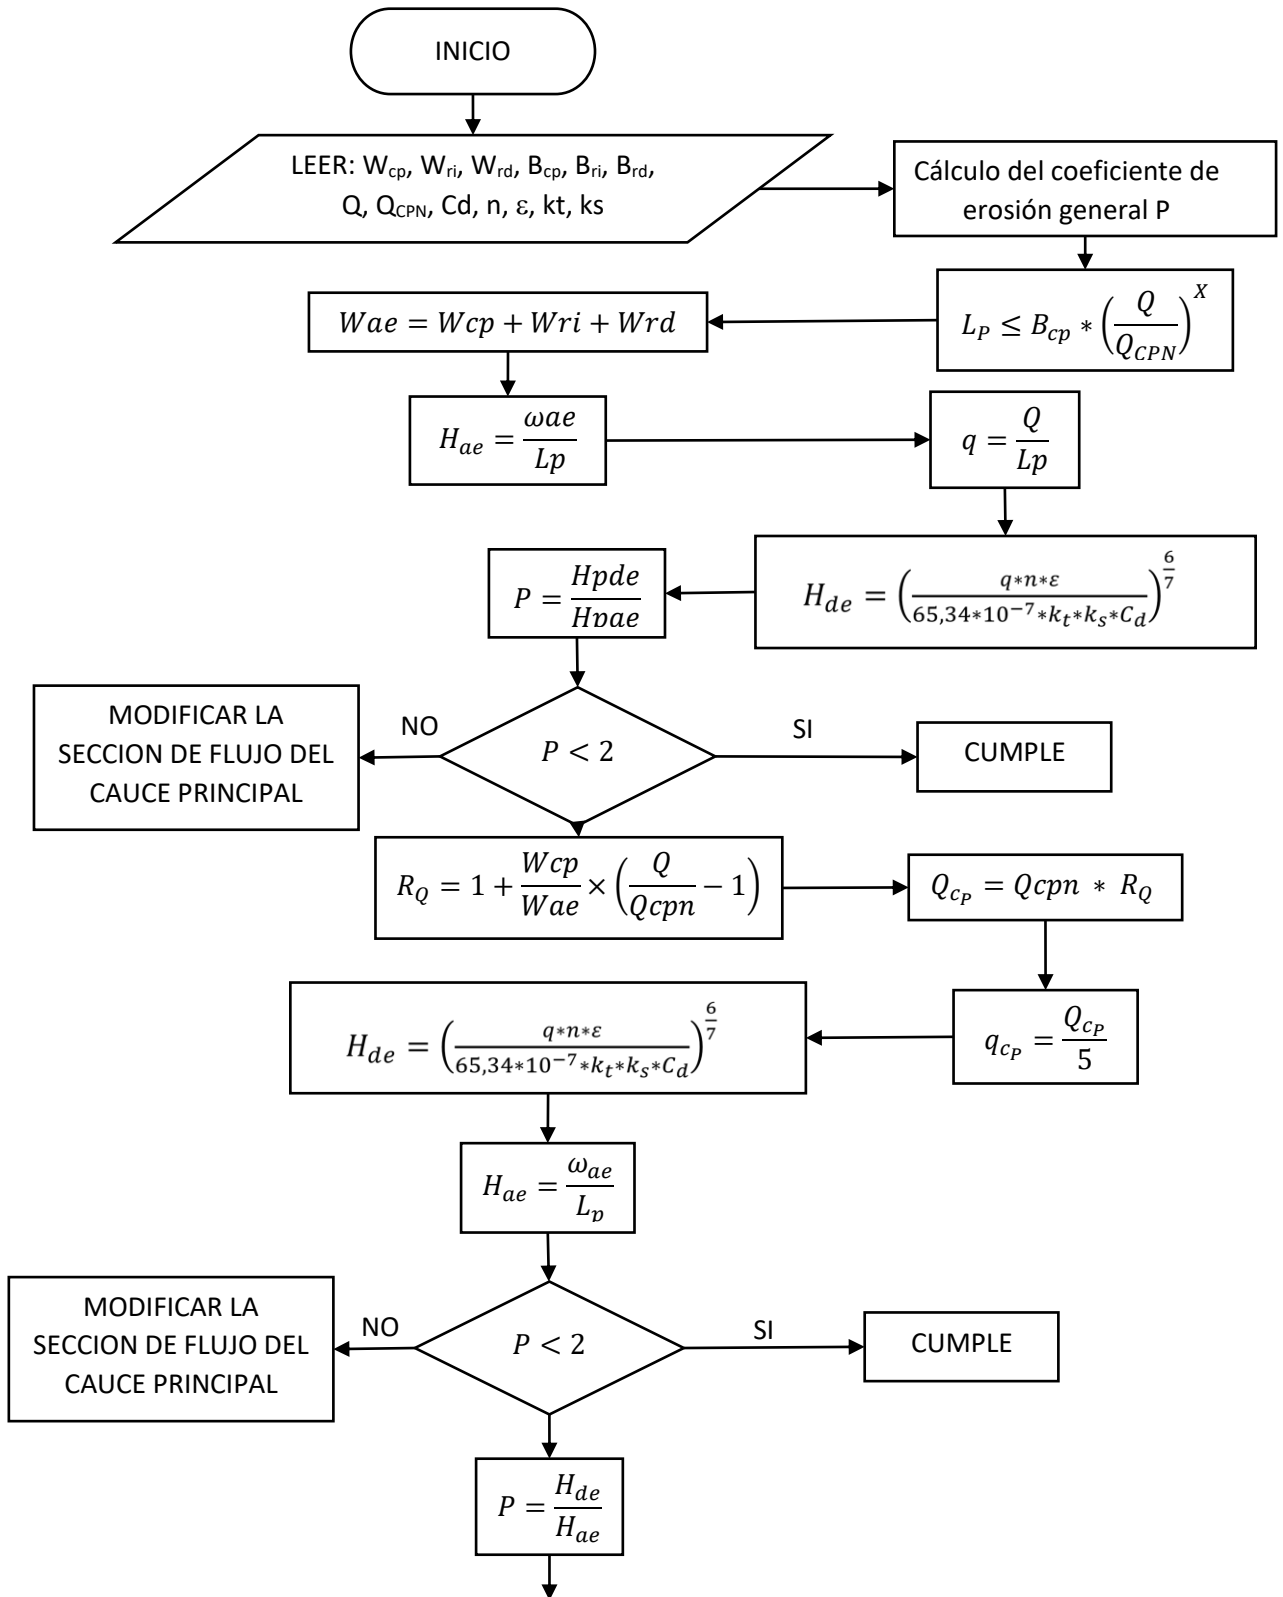 INICIO
LEER: W_cp, W_ri, W_rd, B_cp, B_ri, B_rd,
Q, Q_CPN, Cd, n, ε, kt, ks
Cálculo del coeficiente de
erosión general P
L_P ≤ B_cp * (Q/Q_CPN)^X
Wae = Wcp + Wri + Wrd
H_ae = ωae/Lp
q = Q/Lp
H_de = (q*n*ε/65,34*10^-7*k_t*k_s*C_d)^(6/7)
P = Hpde/Hpae
P < 2
NO
SI
MODIFICAR LA
SECCION DE FLUJO DEL
CAUCE PRINCIPAL
CUMPLE
R_Q = 1 + Wcp/Wae × (Q/Qcpn − 1)
Q_cP = Qcpn * R_Q
q_cP = Q_cP/5
H_de = (q*n*ε/65,34*10^-7*k_t*k_s*C_d)^(6/7)
H_ae = ω_ae/L_p
P < 2
NO
SI
MODIFICAR LA
SECCION DE FLUJO DEL
CAUCE PRINCIPAL
CUMPLE
P = H_de/H_ae